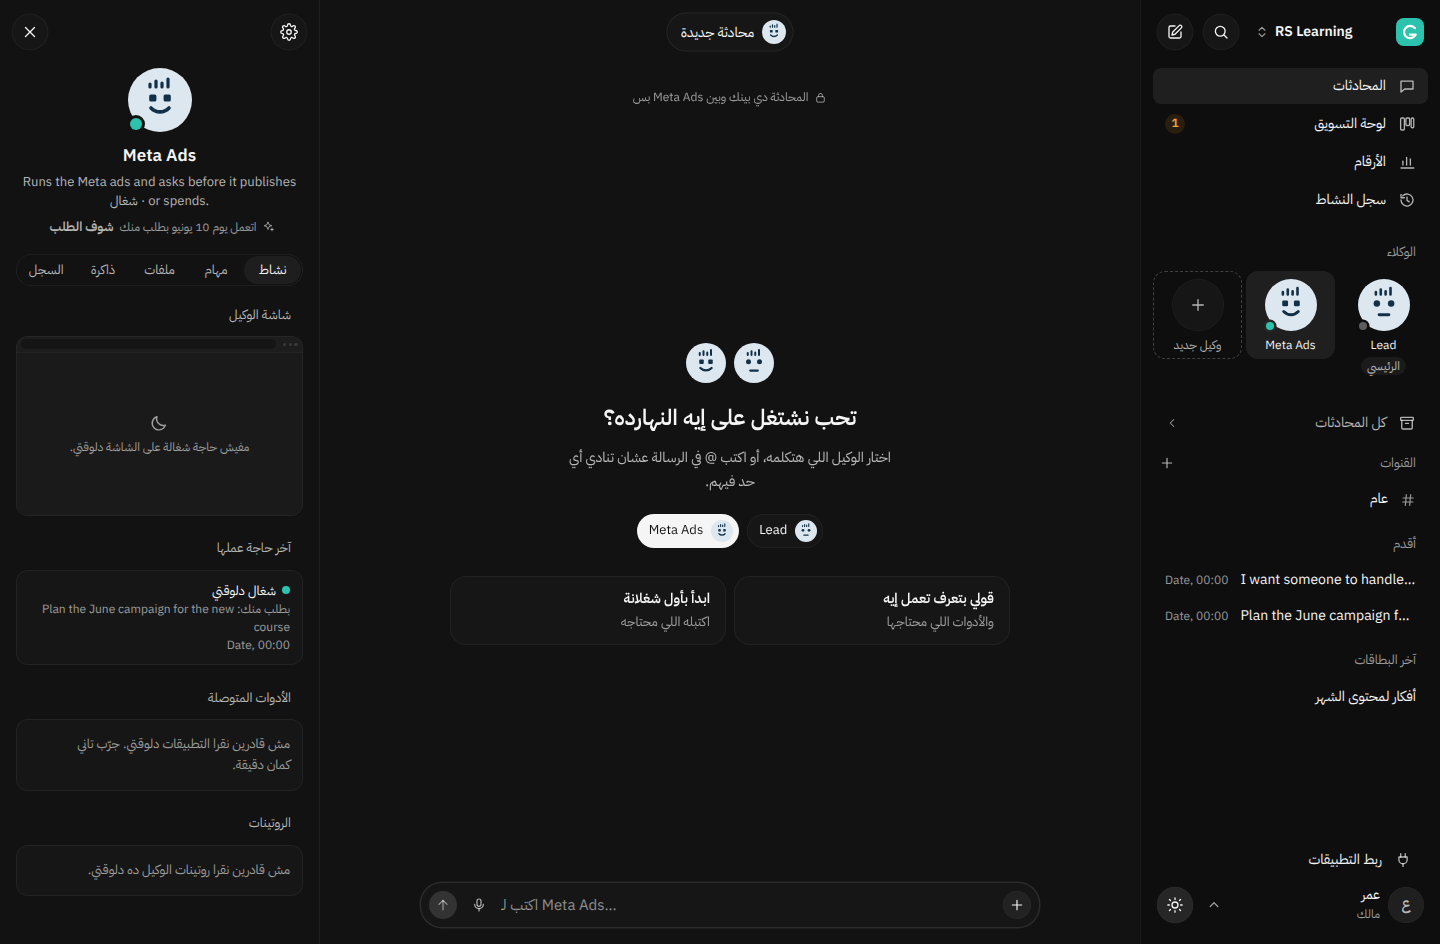 RS Learning
المحادثات
لوحة التسويق
1
الأرقام
سجل النشاط
الوكلاء
Lead
الرئيسي
Meta Ads
وكيل جديد
كل المحادثات
القنوات
عام
أقدم
I want someone to handle...
Date, 00:00
Plan the June campaign f...
Date, 00:00
آخر البطاقات
أفكار لمحتوى الشهر
ربط التطبيقات
ع
عمر
مالك
محادثة جديدة
المحادثة دي بينك وبين Meta Ads بس
تحب نشتغل على إيه النهارده؟
اختار الوكيل اللي هتكلمه، أو اكتب @ في الرسالة عشان تنادي أي
حد فيهم.
Lead
Meta Ads
قولي بتعرف تعمل إيه
والأدوات اللي محتاجها
ابدأ بأول شغلانة
اكتبله اللي محتاجه
اكتب لـ Meta Ads...
Meta Ads
Runs the Meta ads and asks before it publishes
or spends. · شغال
اتعمل يوم 10 يونيو بطلب منك شوف الطلب
نشاط
مهام
ملفات
ذاكرة
السجل
شاشة الوكيل
مفيش حاجة شغالة على الشاشة دلوقتي.
آخر حاجة عملها
شغال دلوقتي
بطلب منك: Plan the June campaign for the new
course
Date, 00:00
الأدوات المتوصلة
مش قادرين نقرا التطبيقات دلوقتي. جرّب تاني
كمان دقيقة.
الروتينات
مش قادرين نقرا روتينات الوكيل ده دلوقتي.